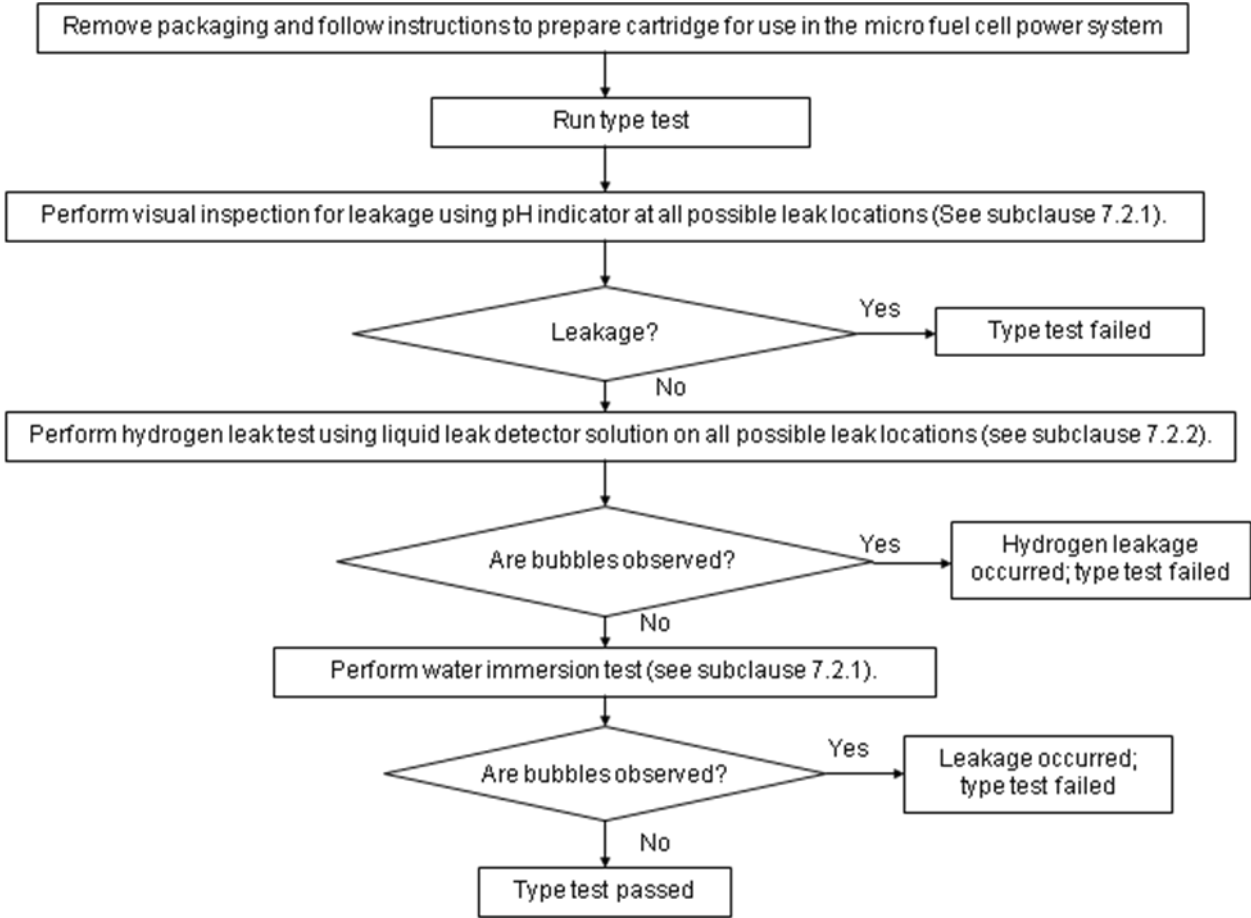 Remove packaging and follow instructions to prepare cartridge for use in the micro fuel cell power system
Run type test
Perform visual inspection for leakage using pH indicator at all possible leak locations (See subclause 7.2.1).
Leakage?
Yes
Type test failed
No
Perform hydrogen leak test using liquid leak detector solution on all possible leak locations (see subclause 7.2.2).
Are bubbles observed?
Yes
Hydrogen leakage
occurred; type test failed
No
Perform water immersion test (see subclause 7.2.1).
Are bubbles observed?
Yes
Leakage occurred;
type test failed
No
Type test passed